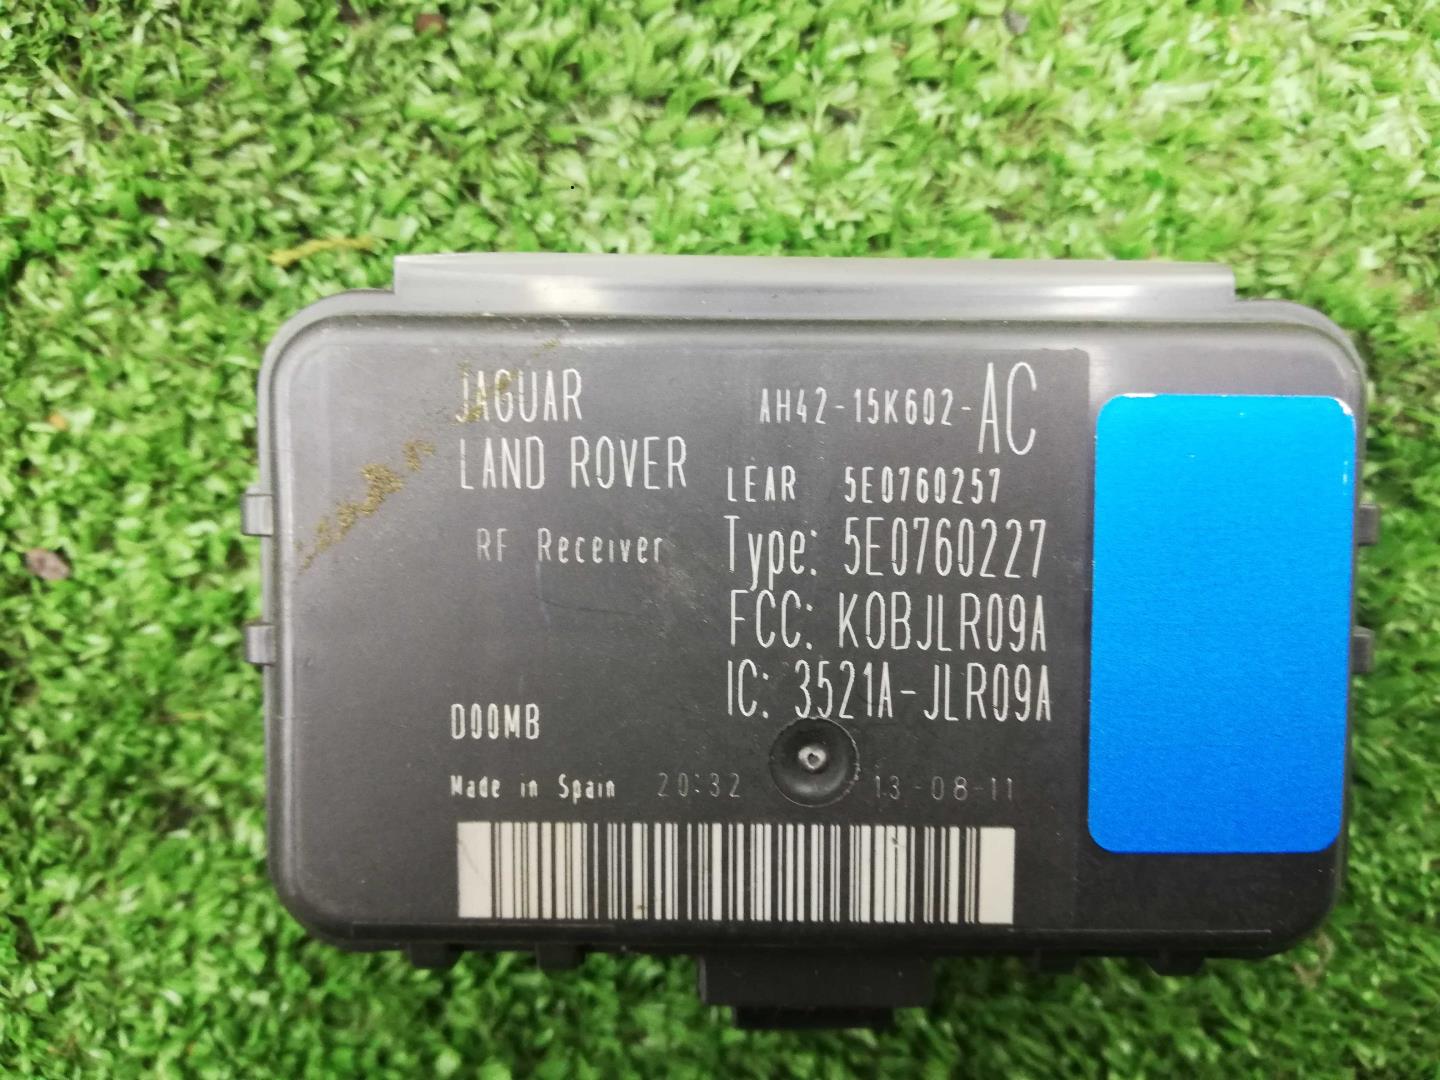 JAGUAR
LAND ROVER
RF Receiver
AH42-15K602-AC
LEAR 5E0760257
Type: 5E0760227
FCC: KOBJLR09A
IC: 3521A-JLR09A
D00MB
Made in Spain 20:32 13-08-11